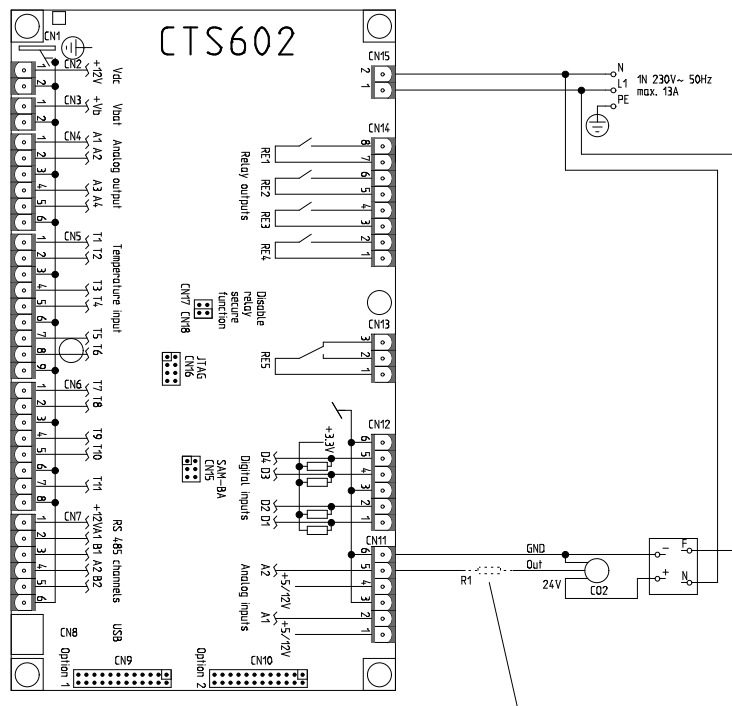 CTS602
CN1
CN2
1
2
+12V
Vdc
CN3
1
2
+Vb
Vbat
CN4
1
2
3
4
5
6
A1
A2
A3
A4
Analog output
CN5
1
2
3
4
5
6
7
8
9
T1
T2
T3
T4
T5
T6
Temperature input
CN6
1
2
3
4
5
6
7
8
T7
T8
T9
T10
T11
CN7
1
2
3
4
5
6
+12V
A1
B1
A2
B2
RS 485 channels
CN8
USB
Option 1
CN9
Option 2
CN10
CN17
CN18
Disable
relay
secure
function
JTAG
CN16
SAM-BA
CN15
CN15
2
1
N
L1
PE
1N 230V~ 50Hz
max. 13A
CN14
8
7
6
5
4
3
2
1
RE1
RE2
RE3
RE4
Relay outputs
CN13
3
2
1
RE5
CN12
6
5
4
3
2
1
+3.3V
D4
D3
D2
D1
Digital inputs
CN11
6
5
4
3
2
1
A2
+5/12V
A1
+5/12V
Analog inputs
GND
Out
R1
24V
CO2
-
+
F
N